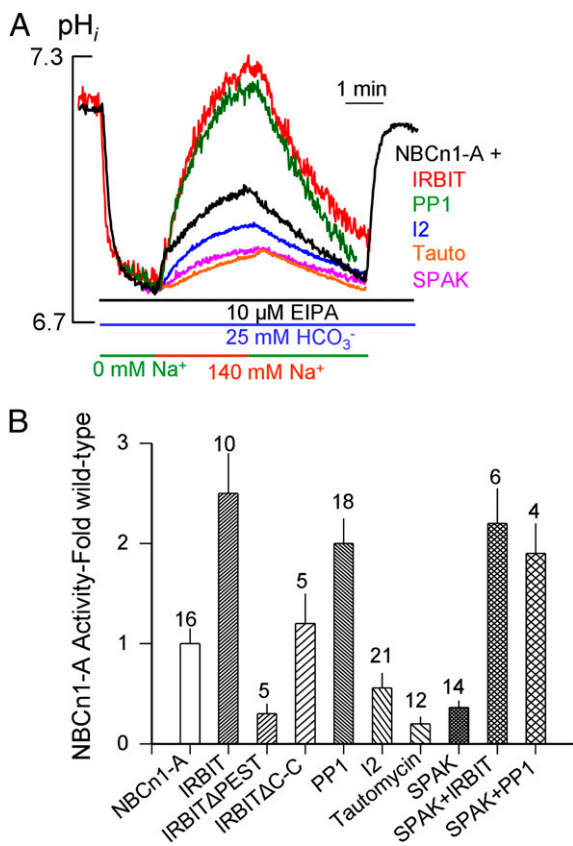 A
pHᵢ
7.3
1 min
NBCn1-A +
IRBIT
PP1
I2
Tauto
SPAK
6.7
10 µM EIPA
25 mM HCO₃⁻
0 mM Na⁺
140 mM Na⁺
B
NBCn1-A Activity-Fold wild-type
3
2
1
0
16
10
5
5
18
21
12
14
6
4
NBCn1-A
IRBIT
IRBITΔPEST
IRBITΔC-C
PP1
I2
Tautomycin
SPAK
SPAK+IRBIT
SPAK+PP1